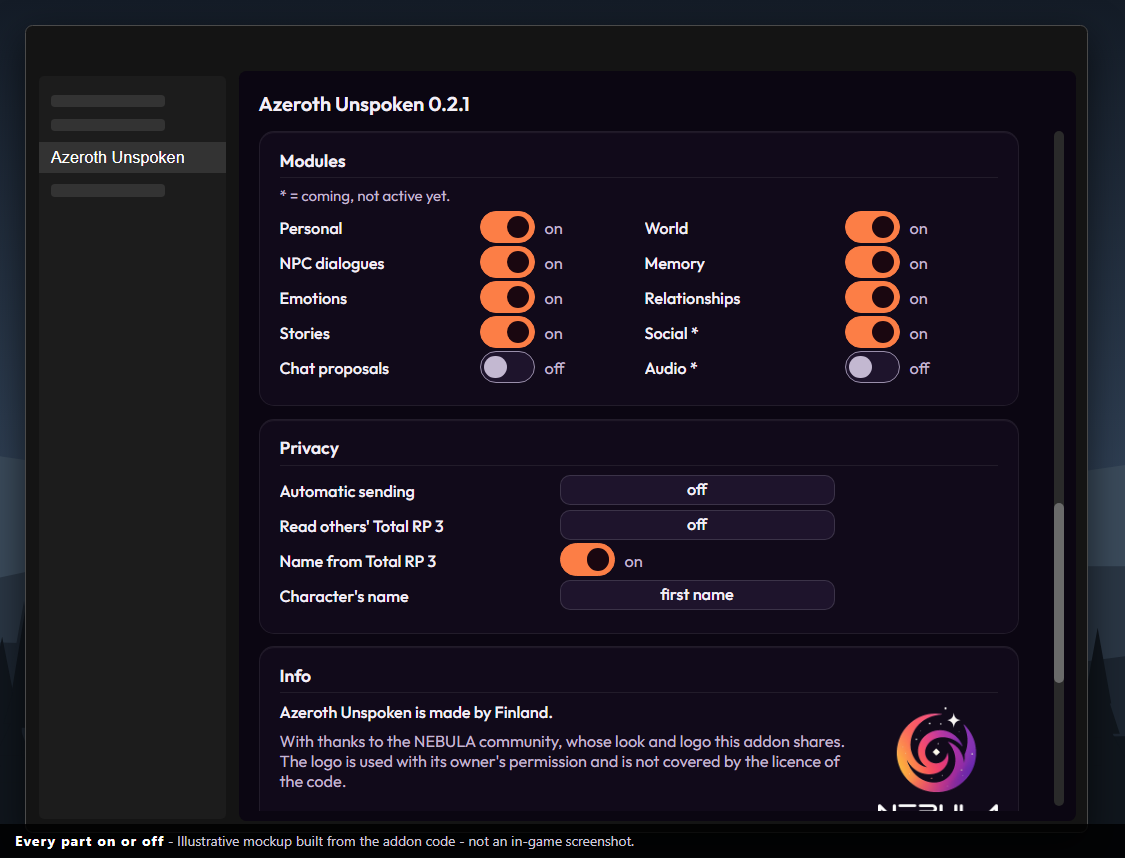 Azeroth Unspoken 0.2.1
Azeroth Unspoken
Modules
* = coming, not active yet.
Personal on World on
NPC dialogues on Memory on
Emotions on Relationships on
Stories on Social * on
Chat proposals off Audio * off
Privacy
Automatic sending off
Read others' Total RP 3 off
Name from Total RP 3 on
Character's name first name
Info
Azeroth Unspoken is made by Finland.
With thanks to the NEBULA community, whose look and logo this addon shares.
The logo is used with its owner's permission and is not covered by the licence of
the code.
Every part on or off - Illustrative mockup built from the addon code - not an in-game screenshot.